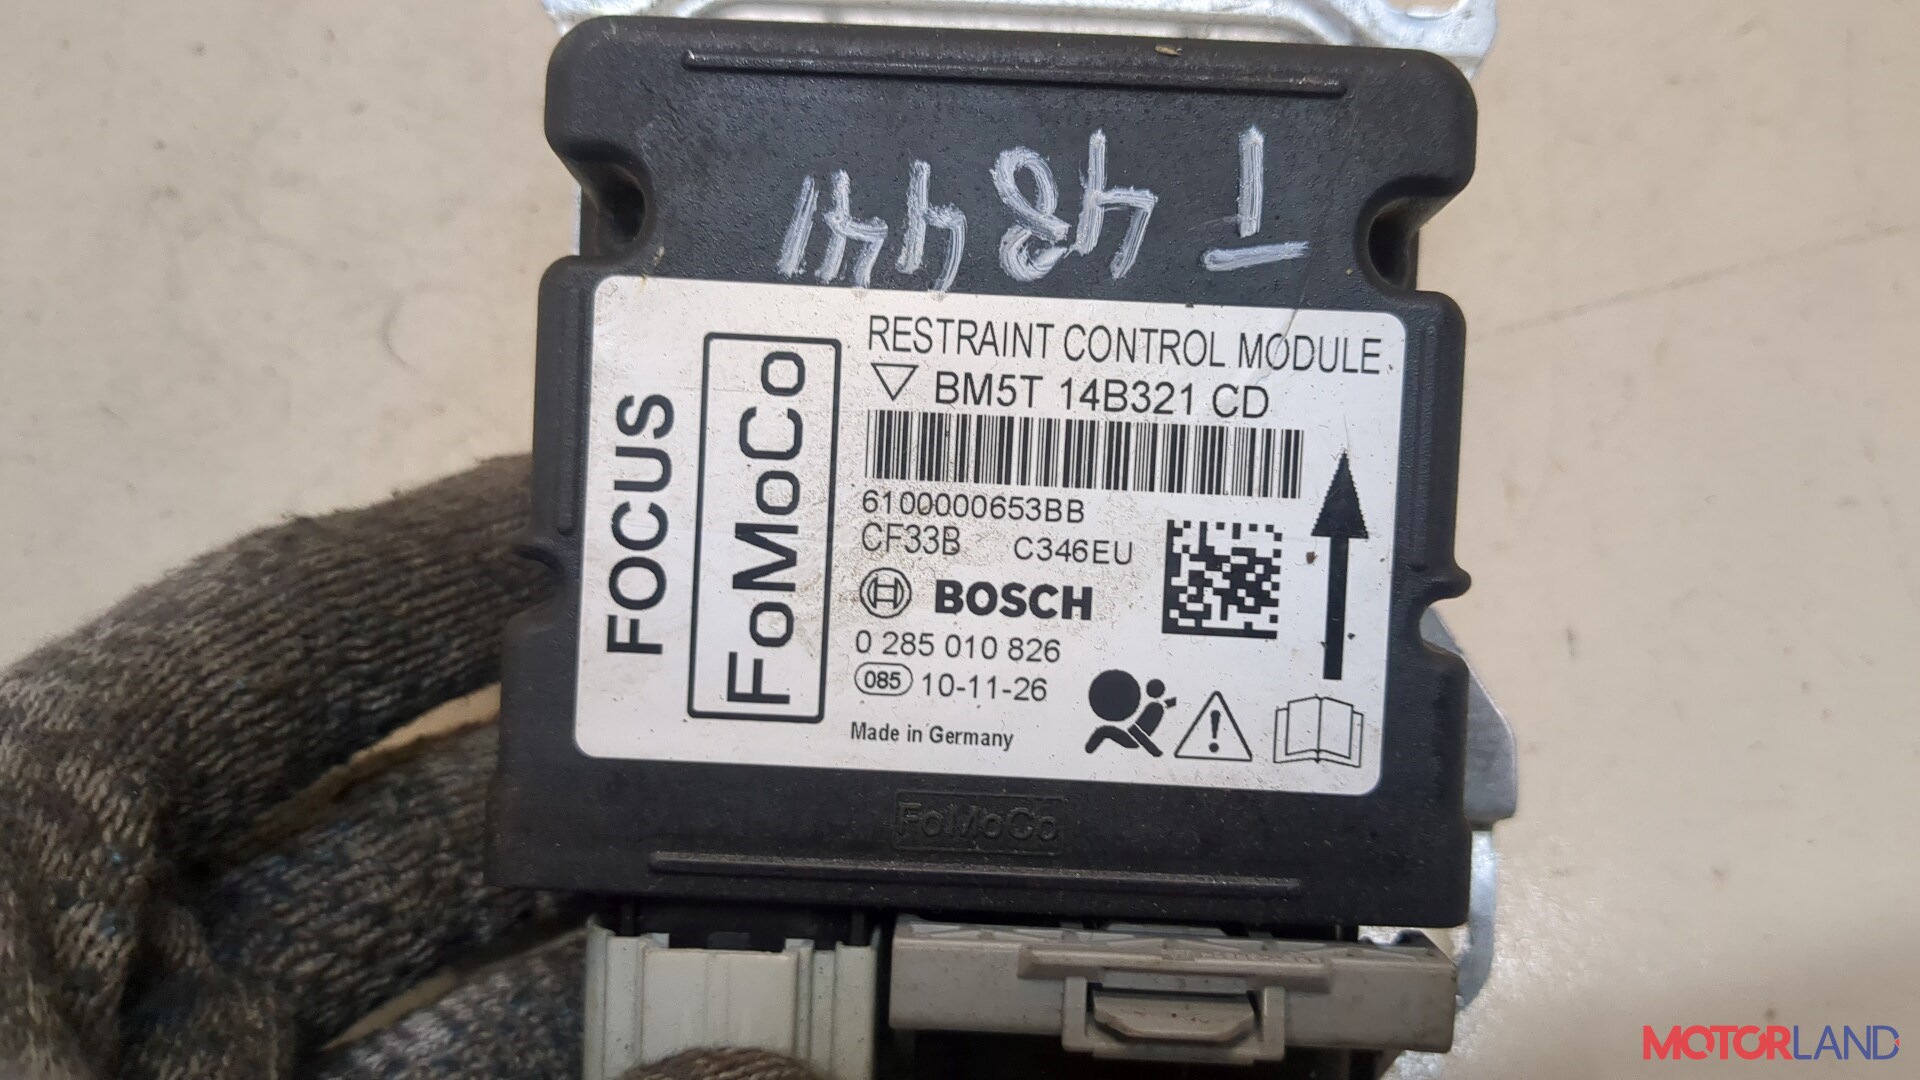 T 48441
RESTRAINT CONTROL MODULE
BM5T 14B321 CD
6100000653BB
CF33B C346EU
BOSCH
0 285 010 826
085 10-11-26
Made in Germany
FOCUS
FoMoCo
FoMoCo
MOTORLAND